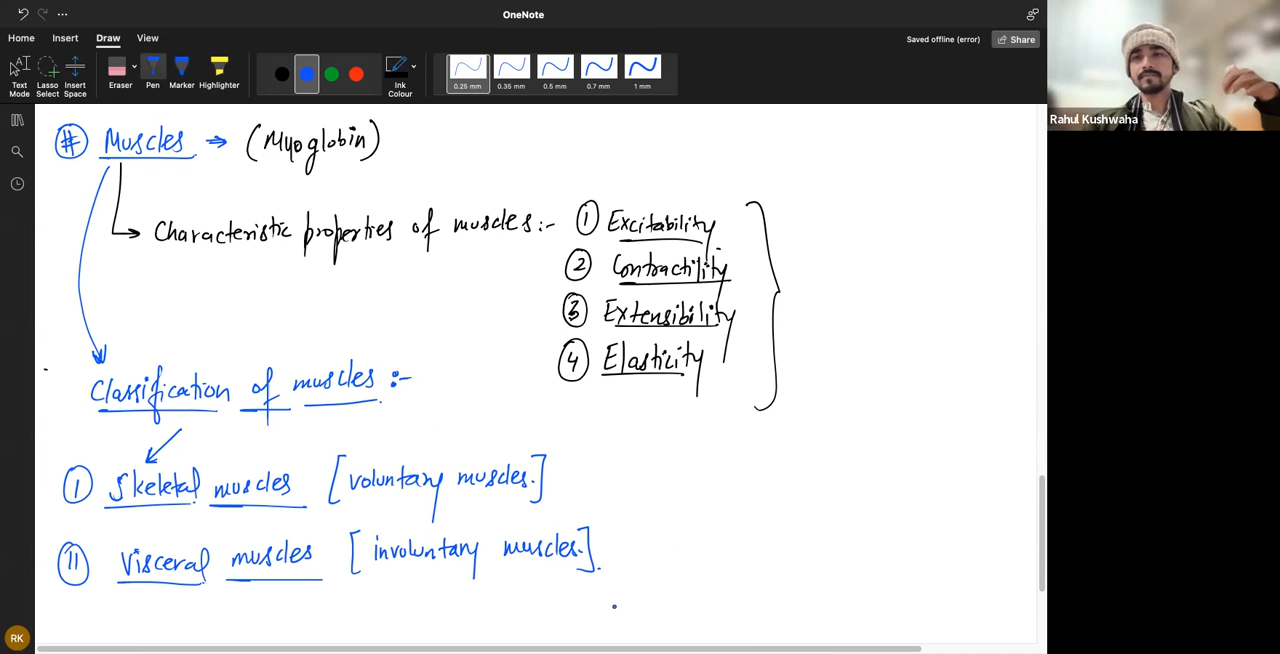 OneNote
Home Insert Draw View
Saved offline (error) Share
Text Mode
Lasso Select
Insert Space
Eraser
Pen
Marker
Highlighter
Ink Colour
0.25 mm
0.35 mm
0.5 mm
0.7 mm
1 mm
Rahul Kushwaha
# Muscles ⇒ (Myoglobin)
→ Characteristic properties of muscles :- ① Excitability
② Contractility
③ Extensibility
④ Elasticity
Classification of muscles :-
I Skeletal muscles [voluntary muscles.]
II Visceral muscles [involuntary muscles.].
RK